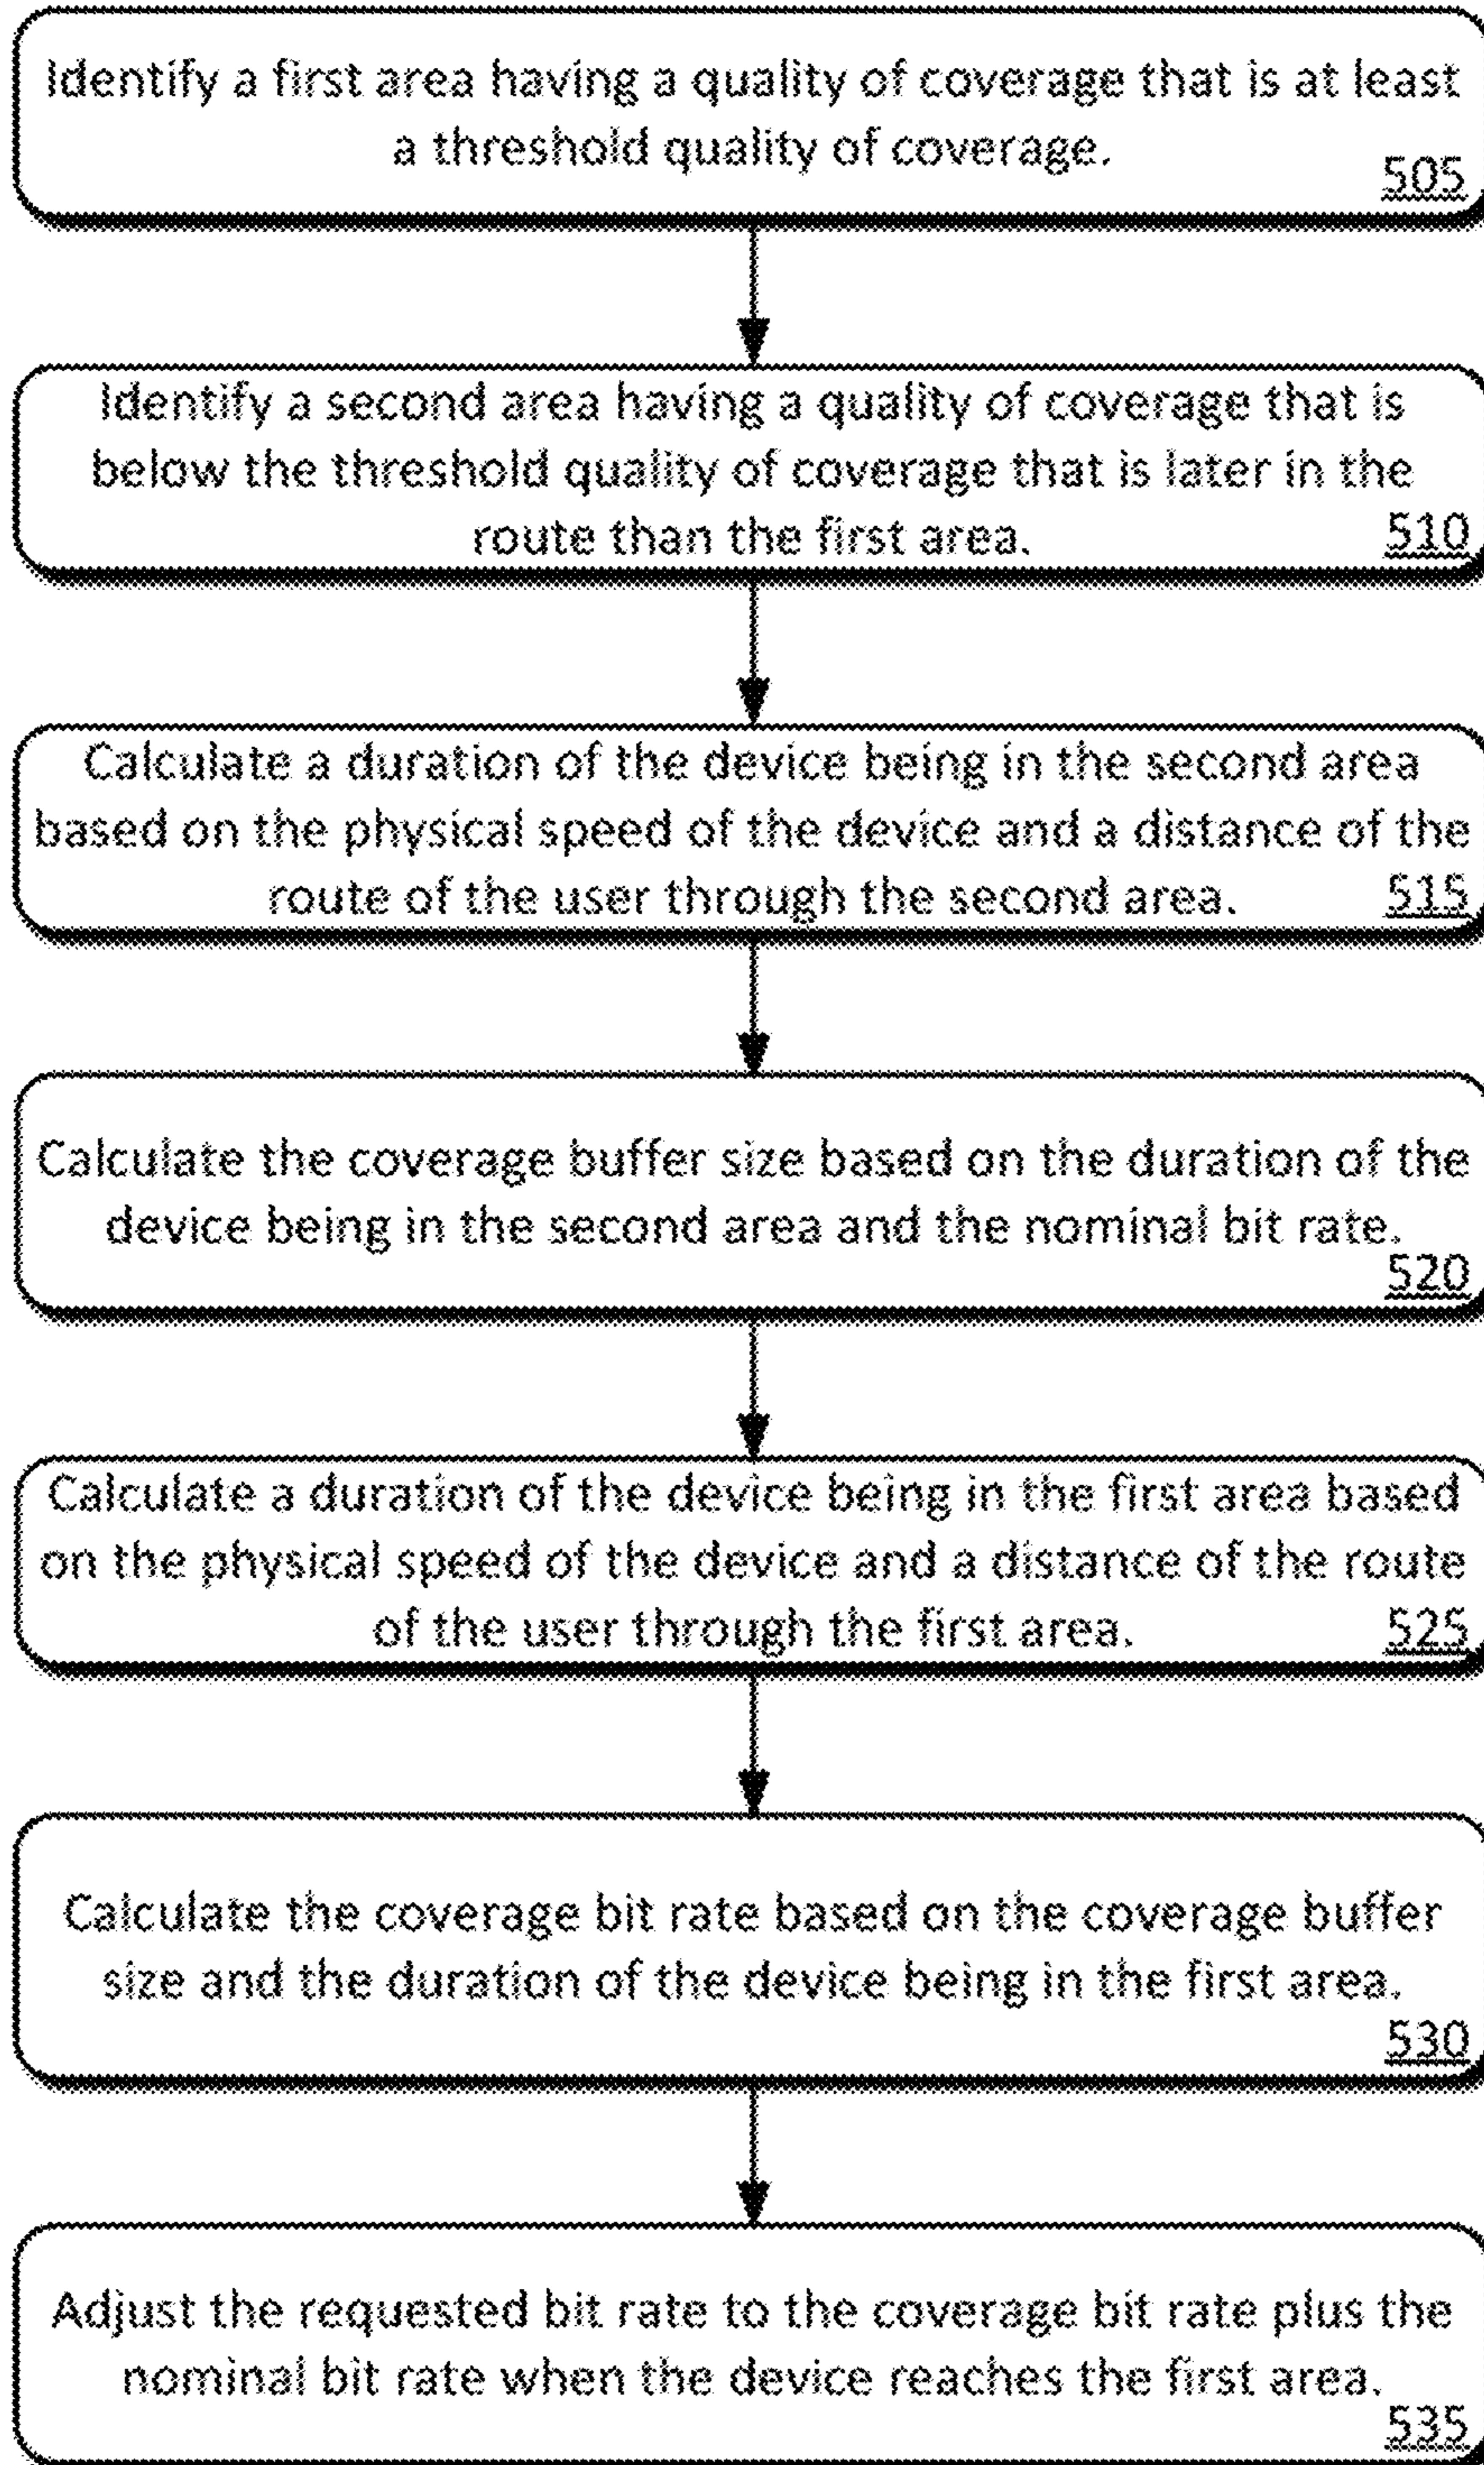 Identify a first area having a quality of coverage that is at least
a threshold quality of coverage.
505
Identify a second area having a quality of coverage that is
below the threshold quality of coverage that is later in the
route than the first area.
510
Calculate a duration of the device being in the second area
based on the physical speed of the device and a distance of the
route of the user through the second area.
515
Calculate the coverage buffer size based on the duration of the
device being in the second area and the nominal bit rate.
520
Calculate a duration of the device being in the first area based
on the physical speed of the device and a distance of the route
of the user through the first area.
525
Calculate the coverage bit rate based on the coverage buffer
size and the duration of the device being in the first area.
530
Adjust the requested bit rate to the coverage bit rate plus the
nominal bit rate when the device reaches the first area.
535